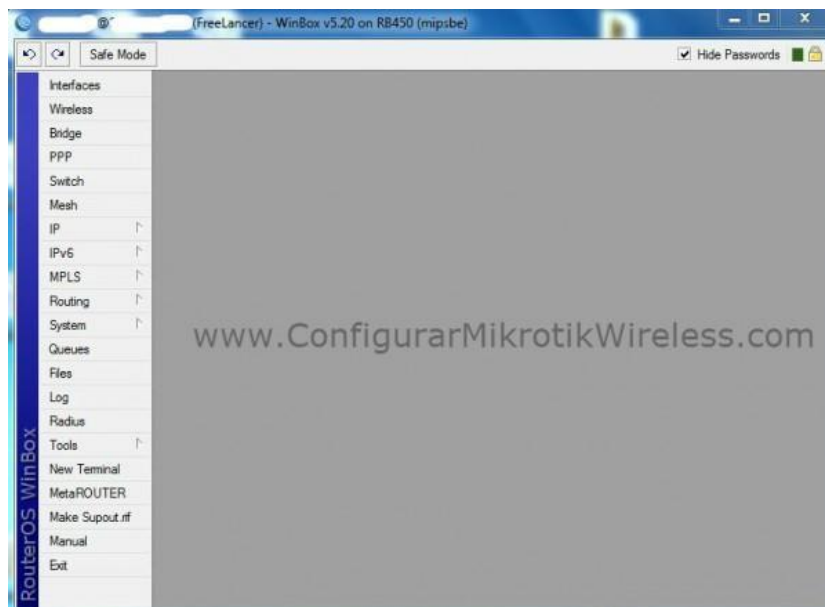 @ (FreeLancer) - WinBox v5.20 on RB450 (mipsbe)
Safe Mode
Hide Passwords
Interfaces
Wireless
Bridge
PPP
Switch
Mesh
IP
IPv6
MPLS
Routing
System
Queues
Files
Log
Radius
Tools
New Terminal
MetaROUTER
Make Supout.rif
Manual
Exit
RouterOS WinBox
www.ConfigurarMikrotikWireless.com